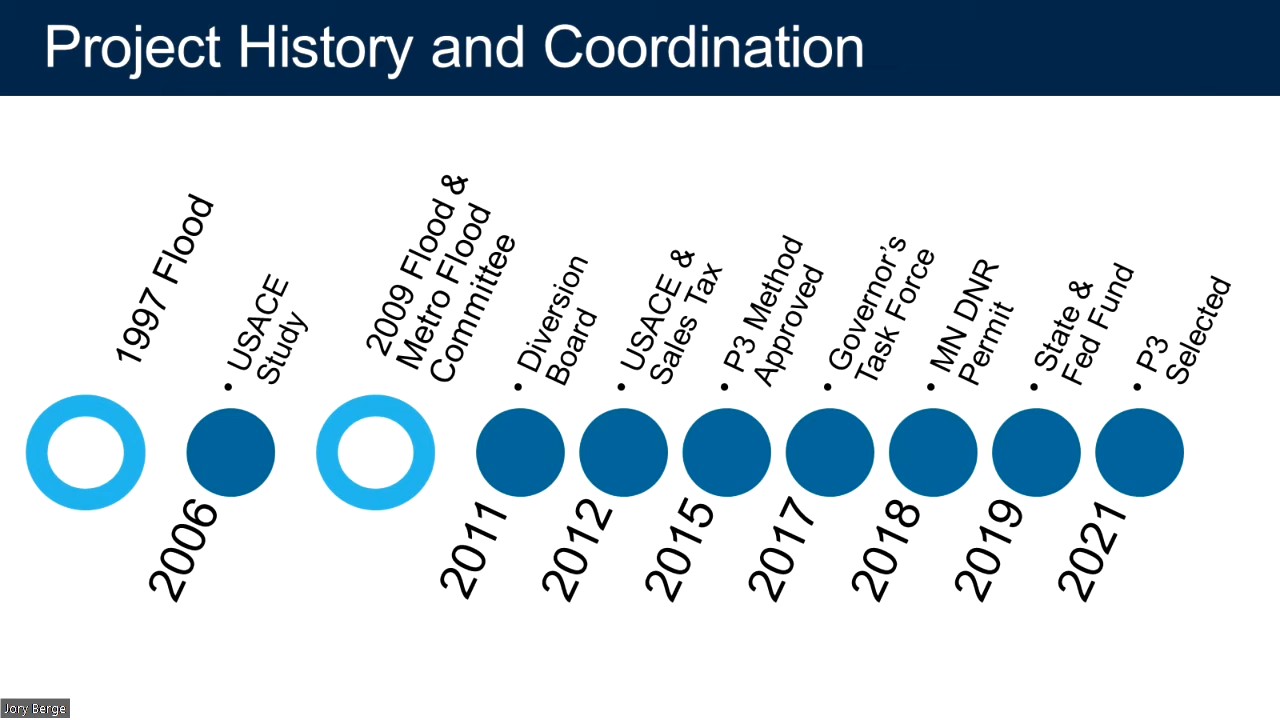 Project History and Coordination
1997 Flood
2006
• USACE
Study
2009 Flood &
Metro Flood
Committee
2011
• Diversion
Board
2012
• USACE &
Sales Tax
2015
• P3 Method
Approved
2017
• Governor’s
Task Force
2018
• MN DNR
Permit
2019
• State &
Fed Fund
2021
• P3
Selected
Jory Berge